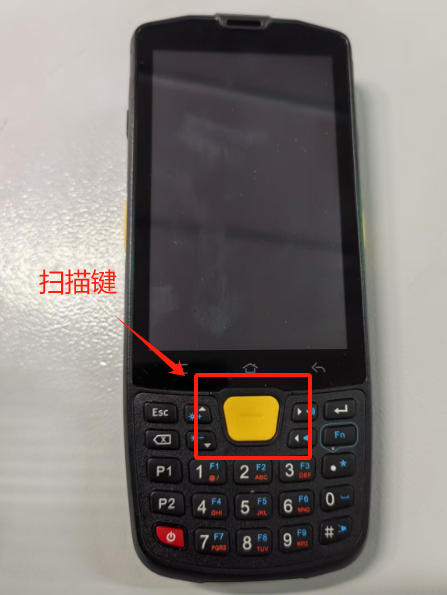 扫描键
Esc
Fn
P1 1 F1 @/ 2 F2 ABC 3 F3 DEF . *
P2 4 F4 GHI 5 F5 JKL 6 F6 MNO 0
7 F7 PQRS 8 F8 TUV 9 F9 WXYZ #